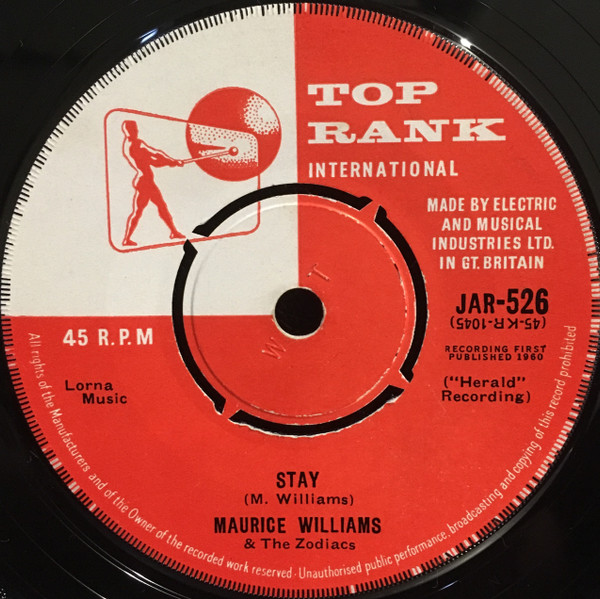 TOP
RANK
INTERNATIONAL
MADE BY ELECTRIC
AND MUSICAL
INDUSTRIES LTD.
IN GT. BRITAIN
JAR-526
(45-K-R-1045)
RECORDING FIRST
PUBLISHED 1960
("Herald"
Recording)
45 R.P.M
Lorna
Music
W T
STAY
(M. Williams)
MAURICE WILLIAMS
& The Zodiacs
All rights of the Manufacturers and of the Owner of the recorded work reserved · Unauthorised public performance, broadcasting and copying of this record prohibited